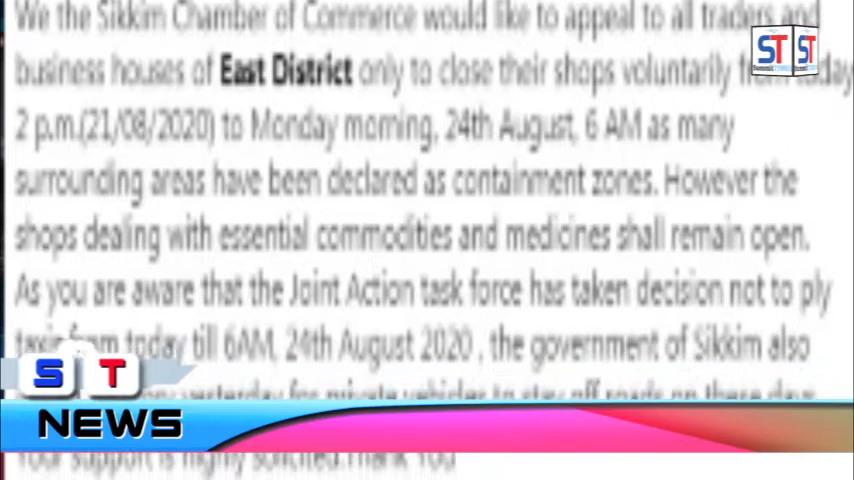 We the Sikkim Chamber of Commerce would like to appeal to all traders and
business houses of East District only to close their shops voluntarily from today
2 p.m.(21/08/2020) to Monday morning, 24th August, 6 AM as many
surrounding areas have been declared as containment zones. However the
shops dealing with essential commodities and medicines shall remain open.
As you are aware that the Joint Action task force has taken decision not to ply
taxis from today till 6AM, 24th August 2020 , the government of Sikkim also
yesterday for private vehicles to stay off roads on these days
Your support is highly solicited.Thank You
ST ST
S T
NEWS